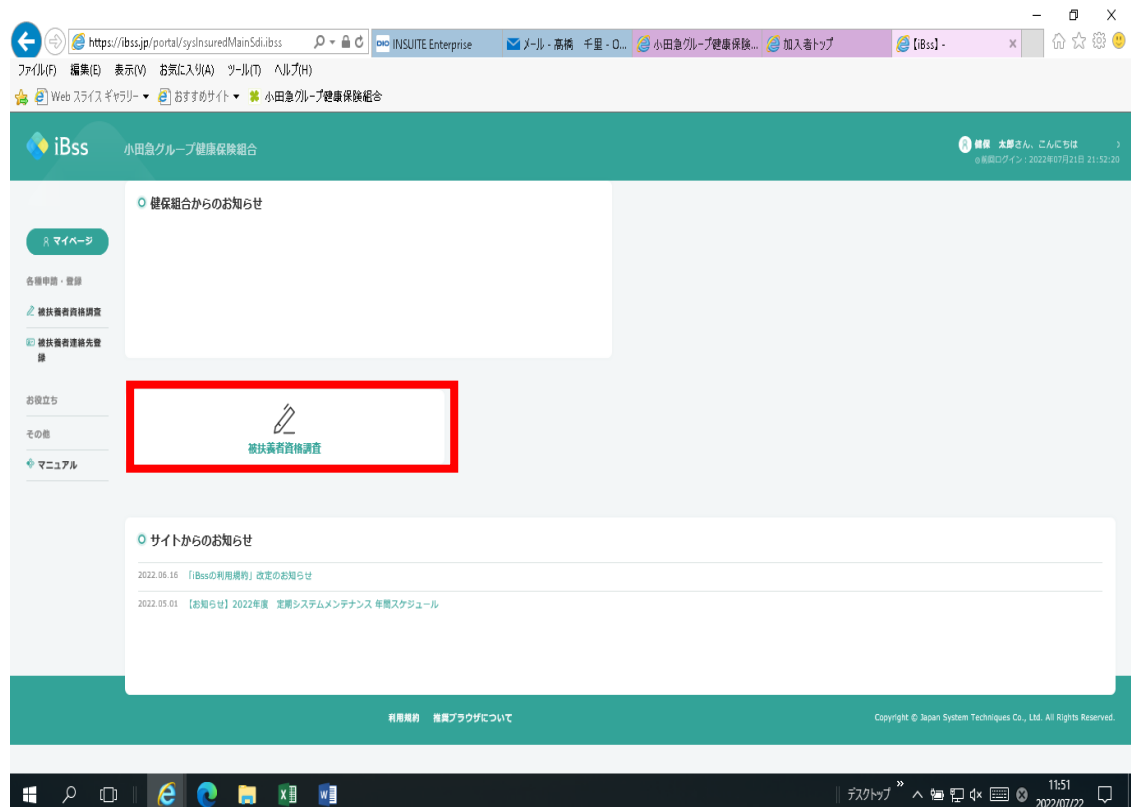 https://ibss.jp/portal/sysInsuredMainSdi.ibss
DIO INSUITE Enterprise
メール - 髙橋 千里 - O...
小田急グループ健康保険...
加入者トップ
【iBss】-
ファイル(F) 編集(E) 表示(V) お気に入り(A) ツール(T) ヘルプ(H)
Web スライス ギャラリー おすすめサイト 小田急グループ健康保険組合
iBss 小田急グループ健康保険組合
健保 太郎さん、こんにちは
前回ログイン : 2022年07月21日 21:52:20
健保組合からのお知らせ
マイページ
各種申請・登録
被扶養者資格調査
被扶養者連絡先登
録
お役立ち
その他
マニュアル
被扶養者資格調査
サイトからのお知らせ
2022.06.16 「iBssの利用規約」改定のお知らせ
2022.05.01 【お知らせ】2022年度 定期システムメンテナンス 年間スケジュール
利用規約 推奨ブラウザについて
Copyright © Japan System Techniques Co., Ltd. All Rights Reserved.
デスクトップ
11:51
2022/07/22